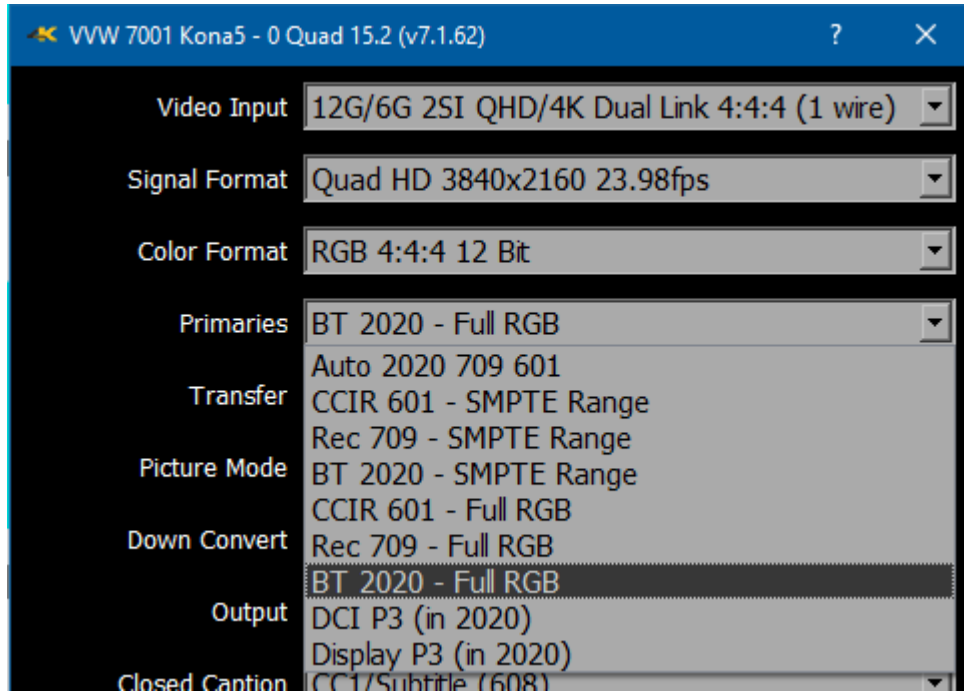 VVW 7001 Kona5 - 0 Quad 15.2 (v7.1.62) ? ×
Video Input 12G/6G 2SI QHD/4K Dual Link 4:4:4 (1 wire)
Signal Format Quad HD 3840x2160 23.98fps
Color Format RGB 4:4:4 12 Bit
Primaries BT 2020 - Full RGB
Auto 2020 709 601
Transfer CCIR 601 - SMPTE Range
Rec 709 - SMPTE Range
Picture Mode BT 2020 - SMPTE Range
CCIR 601 - Full RGB
Down Convert Rec 709 - Full RGB
BT 2020 - Full RGB
Output DCI P3 (in 2020)
Display P3 (in 2020)
Closed Caption CC1/Subtitle (608)